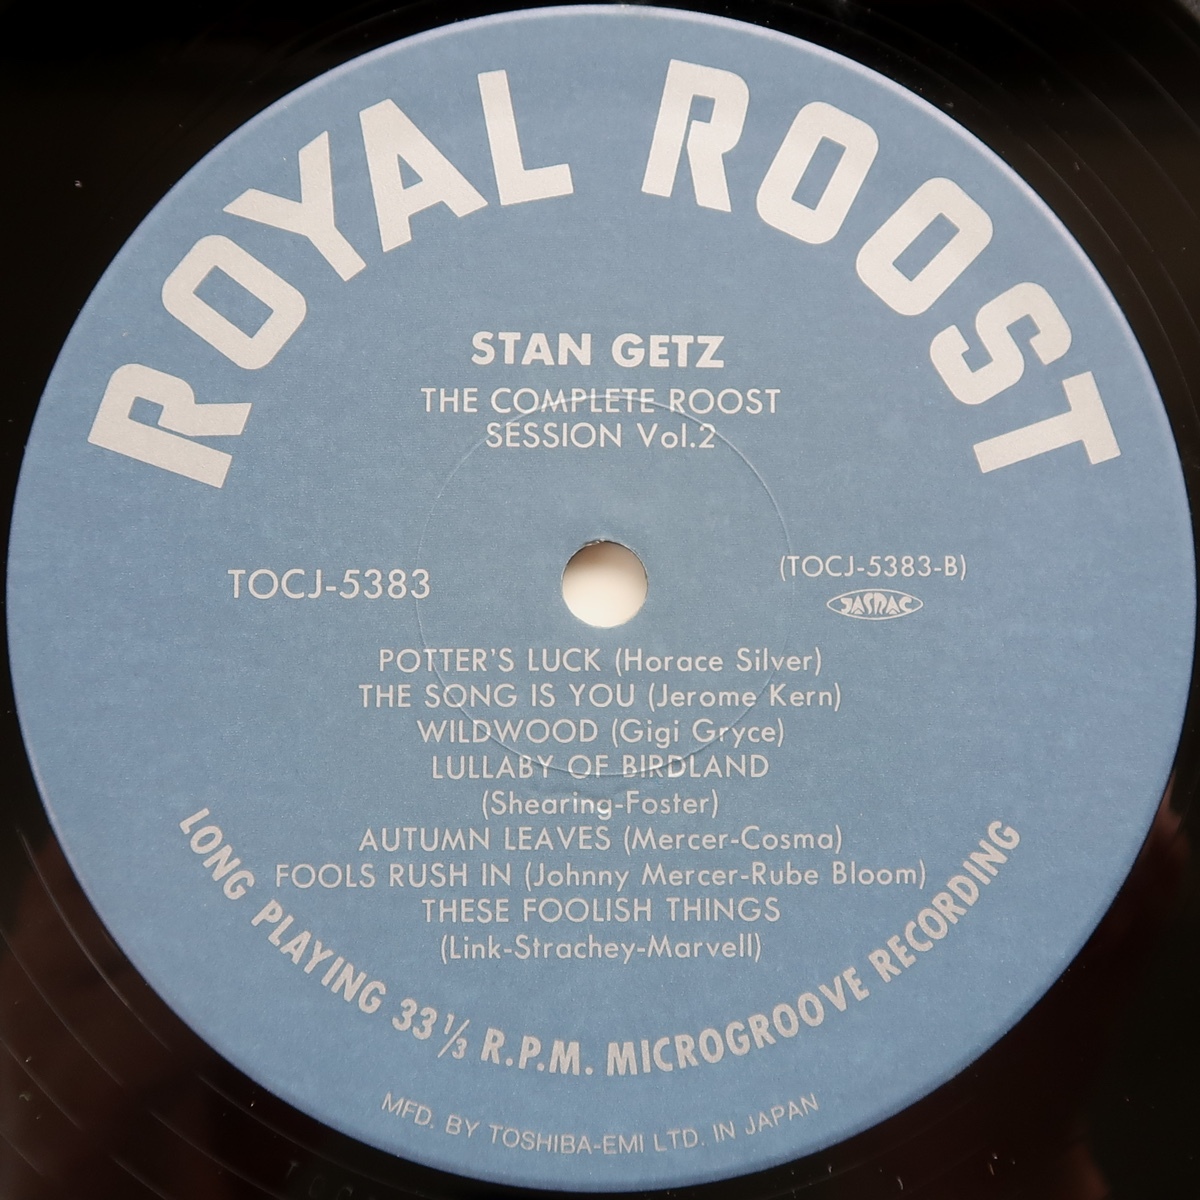 ROYAL ROOST
STAN GETZ
THE COMPLETE ROOST
SESSION Vol.2
TOCJ-5383
(TOCJ-5383-B)
JASRAC
POTTER'S LUCK (Horace Silver)
THE SONG IS YOU (Jerome Kern)
WILDWOOD (Gigi Gryce)
LULLABY OF BIRDLAND
(Shearing-Foster)
AUTUMN LEAVES (Mercer-Cosma)
FOOLS RUSH IN (Johnny Mercer-Rube Bloom)
THESE FOOLISH THINGS
(Link-Strachey-Marvell)
LONG PLAYING 33 1/3 R.P.M. MICROGROOVE RECORDING
MFD. BY TOSHIBA-EMI LTD. IN JAPAN